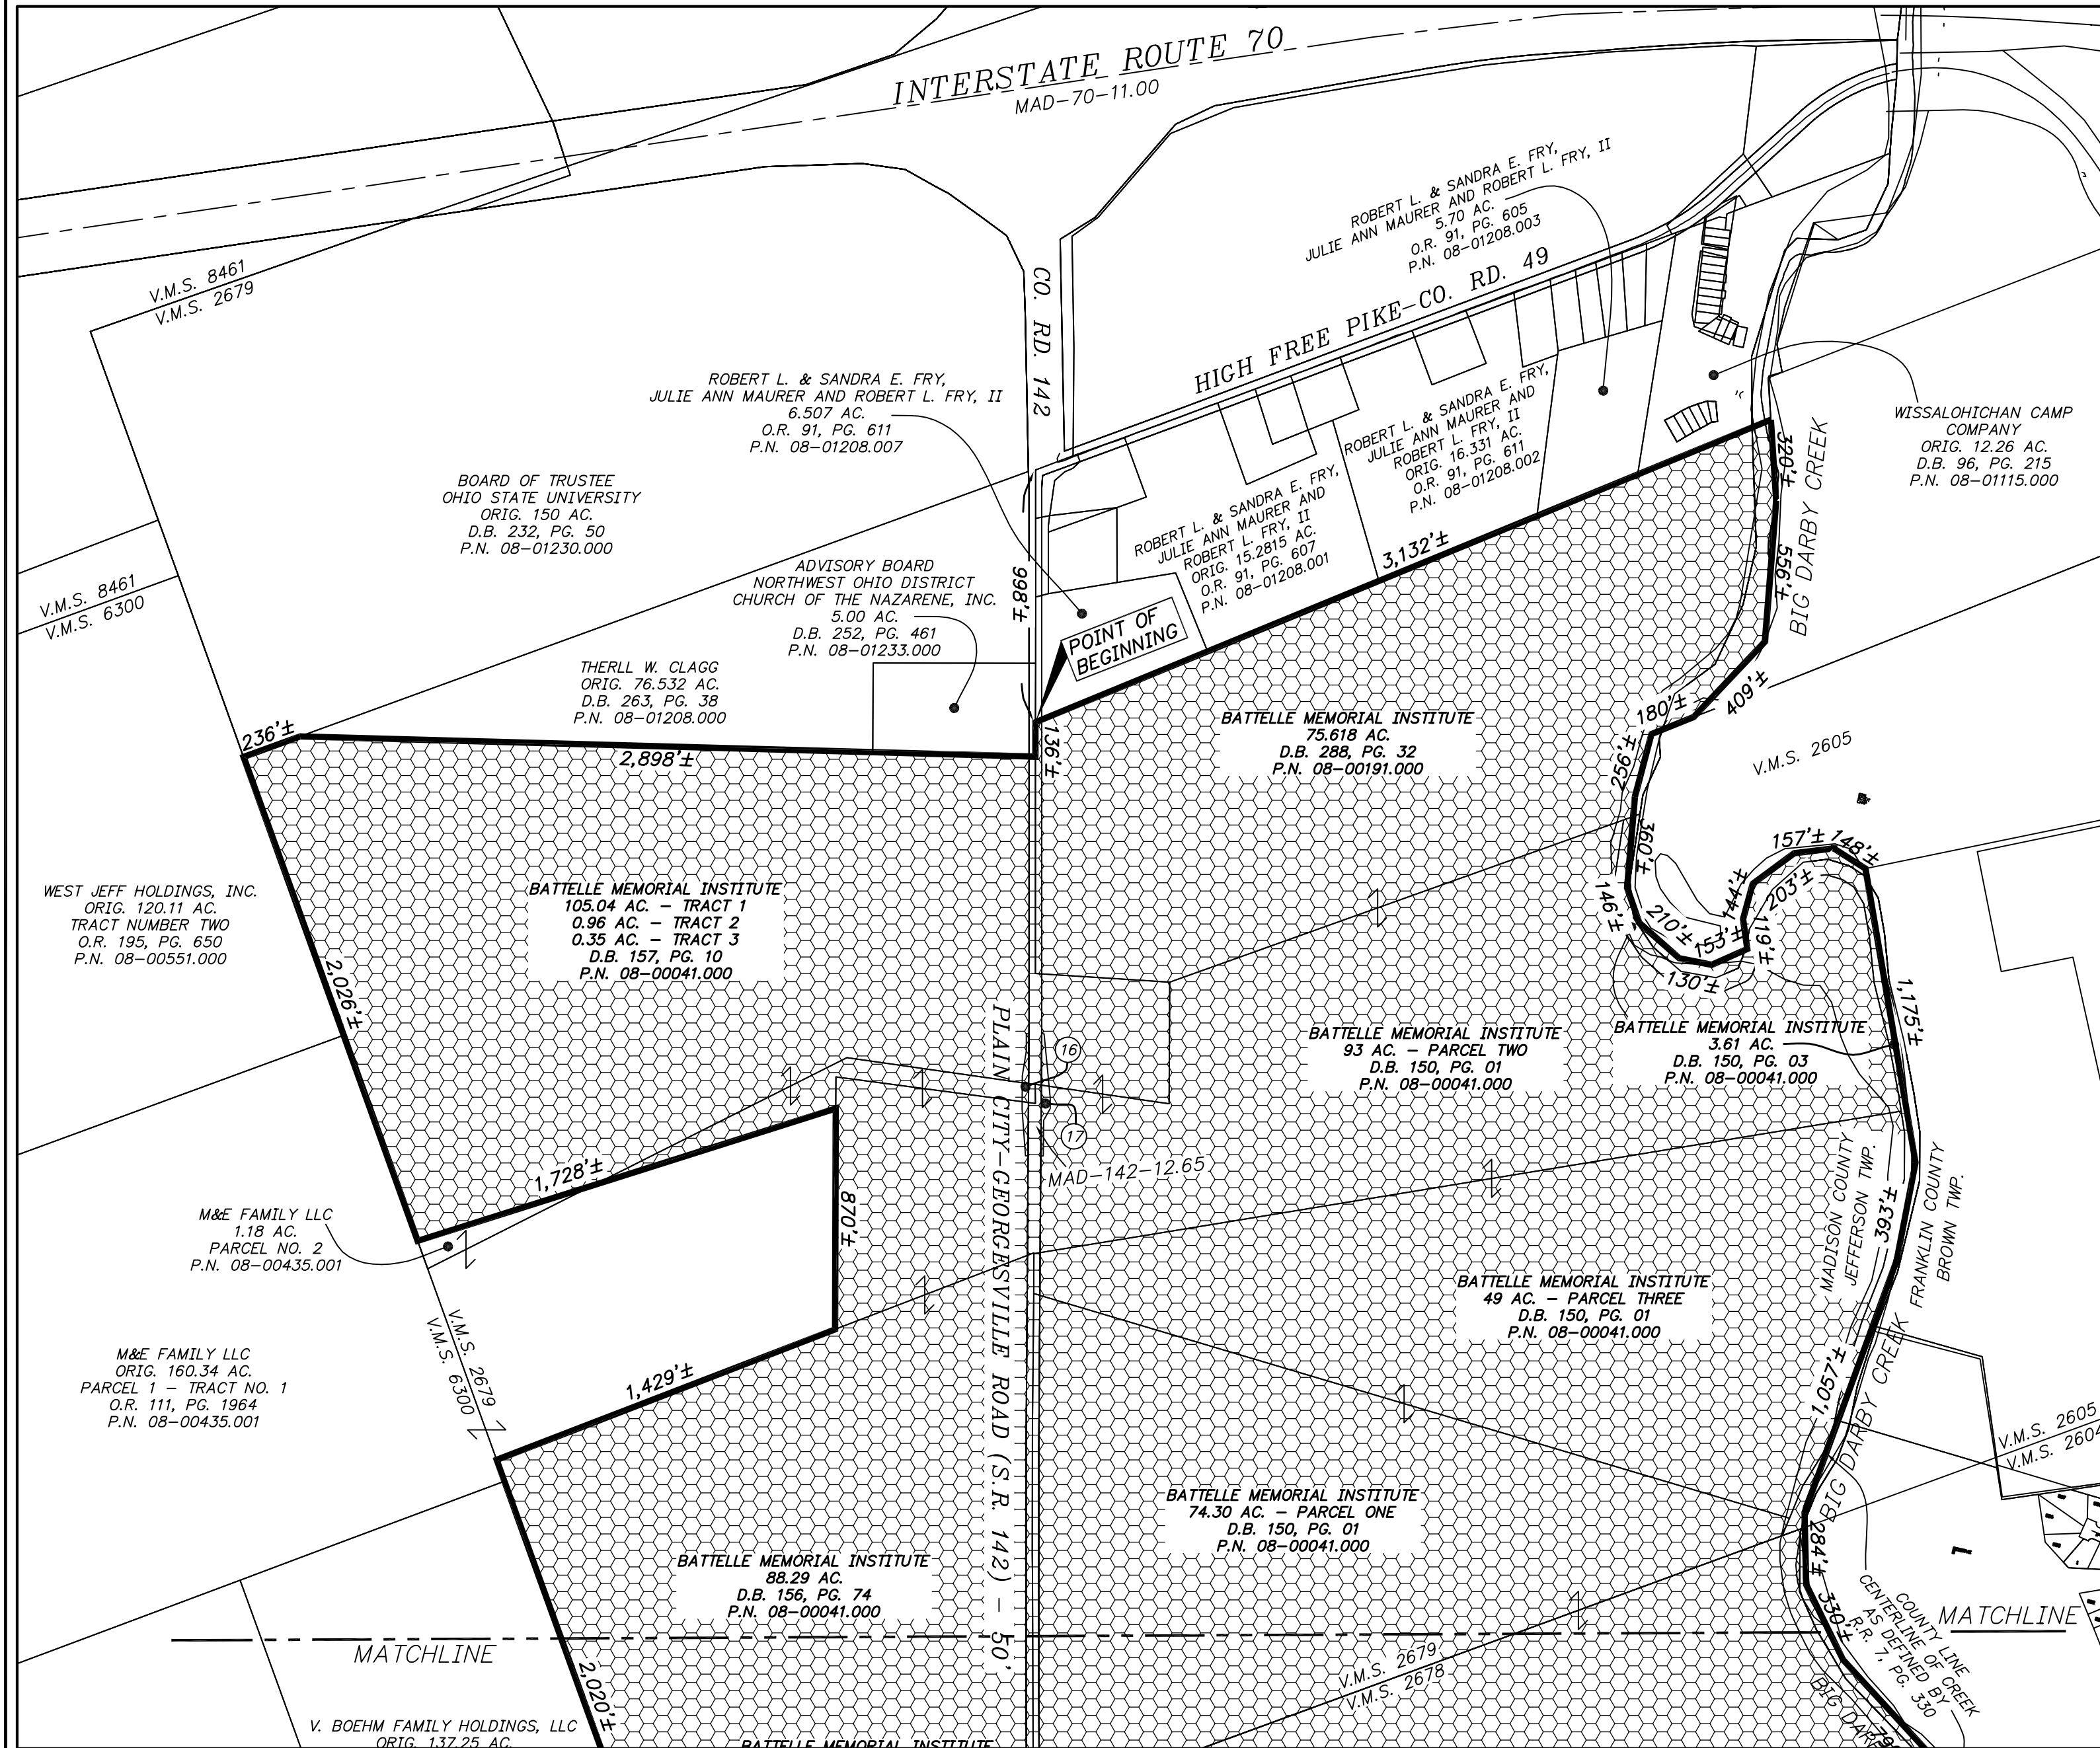 INTERSTATE ROUTE 70
MAD-70-11.00
V.M.S. 8461
V.M.S. 2679
CO. RD. 142
HIGH FREE PIKE-CO. RD. 49
ROBERT L. & SANDRA E. FRY,
JULIE ANN MAURER AND ROBERT L. FRY, II
5.70 AC.
O.R. 91, PG. 605
P.N. 08-01208.003
ROBERT L. & SANDRA E. FRY,
JULIE ANN MAURER AND ROBERT L. FRY, II
6.507 AC.
O.R. 91, PG. 611
P.N. 08-01208.007
WISSALOHICHAN CAMP
COMPANY
ORIG. 12.26 AC.
D.B. 96, PG. 215
P.N. 08-01115.000
ROBERT L. & SANDRA E. FRY,
JULIE ANN MAURER AND
ROBERT L. FRY, II
ORIG. 16.331 AC.
O.R. 91, PG. 611
P.N. 08-01208.002
ROBERT L. & SANDRA E. FRY,
JULIE ANN MAURER AND
ROBERT L. FRY, II
ORIG. 15.2815 AC.
O.R. 91, PG. 607
P.N. 08-01208.001
BOARD OF TRUSTEE
OHIO STATE UNIVERSITY
ORIG. 150 AC.
D.B. 232, PG. 50
P.N. 08-01230.000
ADVISORY BOARD
NORTHWEST OHIO DISTRICT
CHURCH OF THE NAZARENE, INC.
5.00 AC.
D.B. 252, PG. 461
P.N. 08-01233.000
V.M.S. 8461
V.M.S. 6300
998'±
3,132'±
320'±
556'±
BIG DARBY CREEK
POINT OF
BEGINNING
THERLL W. CLAGG
ORIG. 76.532 AC.
D.B. 263, PG. 38
P.N. 08-01208.000
236'±
2,898'±
136'±
BATTELLE MEMORIAL INSTITUTE
75.618 AC.
D.B. 288, PG. 32
P.N. 08-00191.000
409'±
180'±
256'±
360'±
146'±
210'±
130'±
153'±
119'±
144'±
203'±
157'±
148'±
V.M.S. 2605
WEST JEFF HOLDINGS, INC.
ORIG. 120.11 AC.
TRACT NUMBER TWO
O.R. 195, PG. 650
P.N. 08-00551.000
BATTELLE MEMORIAL INSTITUTE
105.04 AC. - TRACT 1
0.96 AC. - TRACT 2
0.35 AC. - TRACT 3
D.B. 157, PG. 10
P.N. 08-00041.000
2,026'±
BATTELLE MEMORIAL INSTITUTE
93 AC. - PARCEL TWO
D.B. 150, PG. 01
P.N. 08-00041.000
BATTELLE MEMORIAL INSTITUTE
3.61 AC.
D.B. 150, PG. 03
P.N. 08-00041.000
1,175'±
16
17
MAD-142-12.65
PLAIN CITY-GEORGESVILLE ROAD (S.R. 142) - 50'
1,728'±
870'±
M&E FAMILY LLC
1.18 AC.
PARCEL NO. 2
P.N. 08-00435.001
MADISON COUNTY
JEFFERSON TWP.
393'±
FRANKLIN COUNTY
BROWN TWP.
BATTELLE MEMORIAL INSTITUTE
49 AC. - PARCEL THREE
D.B. 150, PG. 01
P.N. 08-00041.000
V.M.S. 2679
V.M.S. 6300
M&E FAMILY LLC
ORIG. 160.34 AC.
PARCEL 1 - TRACT NO. 1
O.R. 111, PG. 1964
P.N. 08-00435.001
1,429'±
1,057'±
BIG DARBY CREEK
V.M.S. 2605
V.M.S. 2604
BATTELLE MEMORIAL INSTITUTE
74.30 AC. - PARCEL ONE
D.B. 150, PG. 01
P.N. 08-00041.000
BATTELLE MEMORIAL INSTITUTE
88.29 AC.
D.B. 156, PG. 74
P.N. 08-00041.000
284'±
330'±
COUNTY LINE
CENTERLINE OF CREEK
AS DEFINED BY
R.R. 7, PG. 330
MATCHLINE
MATCHLINE
V.M.S. 2679
V.M.S. 2678
2,020'±
BIG
V. BOEHM FAMILY HOLDINGS, LLC
ORIG. 137.25 AC.
BATTELLE MEMORIAL INSTITUTE